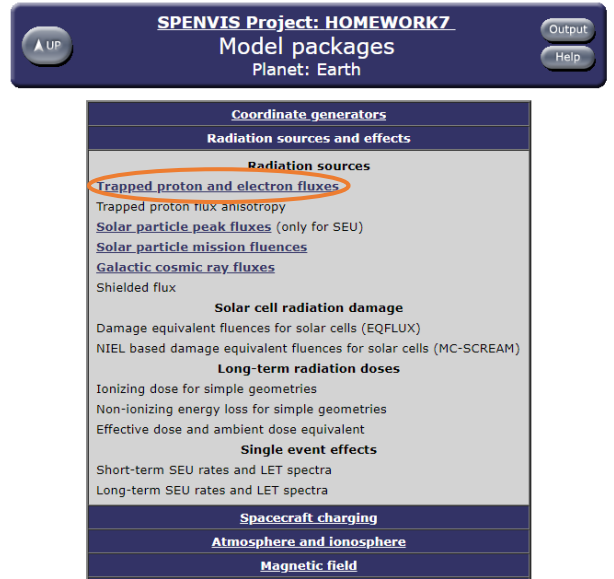 SPENVIS Project: HOMEWORK7
UP
Model packages
Planet: Earth
Output
Help
Coordinate generators
Radiation sources and effects
Radiation sources
Trapped proton and electron fluxes
Trapped proton flux anisotropy
Solar particle peak fluxes (only for SEU)
Solar particle mission fluences
Galactic cosmic ray fluxes
Shielded flux
Solar cell radiation damage
Damage equivalent fluences for solar cells (EQFLUX)
NIEL based damage equivalent fluences for solar cells (MC-SCREAM)
Long-term radiation doses
Ionizing dose for simple geometries
Non-ionizing energy loss for simple geometries
Effective dose and ambient dose equivalent
Single event effects
Short-term SEU rates and LET spectra
Long-term SEU rates and LET spectra
Spacecraft charging
Atmosphere and ionosphere
Magnetic field